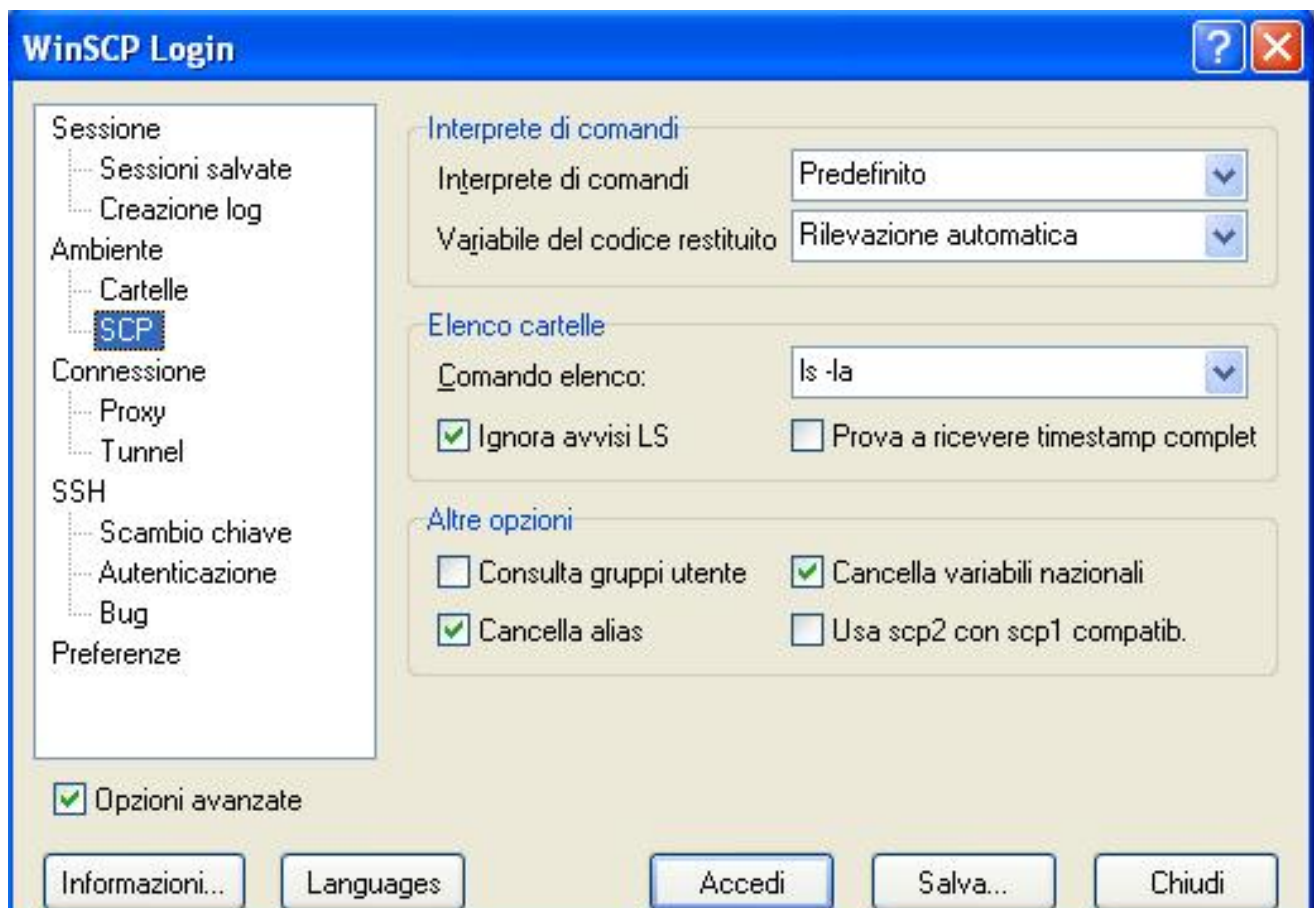 WinSCP Login
Sessione
Sessioni salvate
Creazione log
Ambiente
Cartelle
SCP
Connessione
Proxy
Tunnel
SSH
Scambio chiave
Autenticazione
Bug
Preferenze
Opzioni avanzate
Interprete di comandi
Interprete di comandi Predefinito
Variabile del codice restituito Rilevazione automatica
Elenco cartelle
Comando elenco: ls -la
Ignora avvisi LS Prova a ricevere timestamp complet
Altre opzioni
Consulta gruppi utente Cancella variabili nazionali
Cancella alias Usa scp2 con scp1 compatib.
Informazioni... Languages Accedi Salva... Chiudi